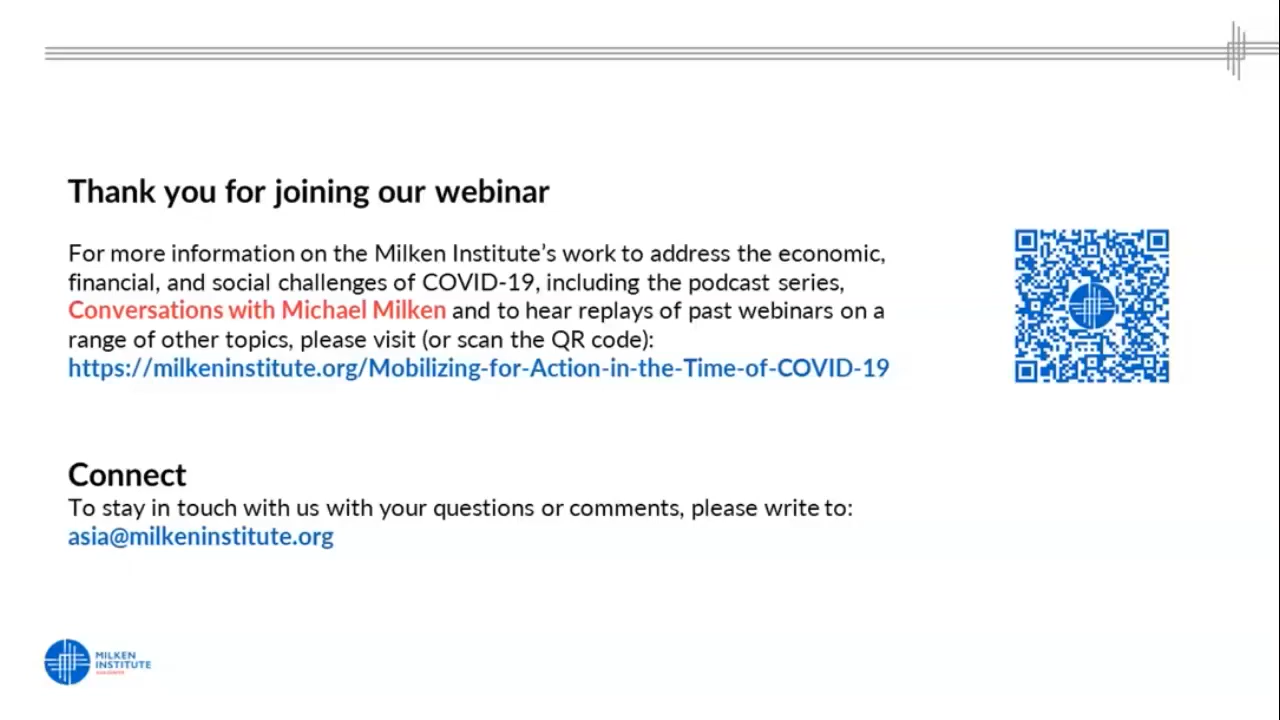 Thank you for joining our webinar
For more information on the Milken Institute’s work to address the economic,
financial, and social challenges of COVID-19, including the podcast series,
Conversations with Michael Milken and to hear replays of past webinars on a
range of other topics, please visit (or scan the QR code):
https://milkeninstitute.org/Mobilizing-for-Action-in-the-Time-of-COVID-19
Connect
To stay in touch with us with your questions or comments, please write to:
asia@milkeninstitute.org
MILKEN
INSTITUTE